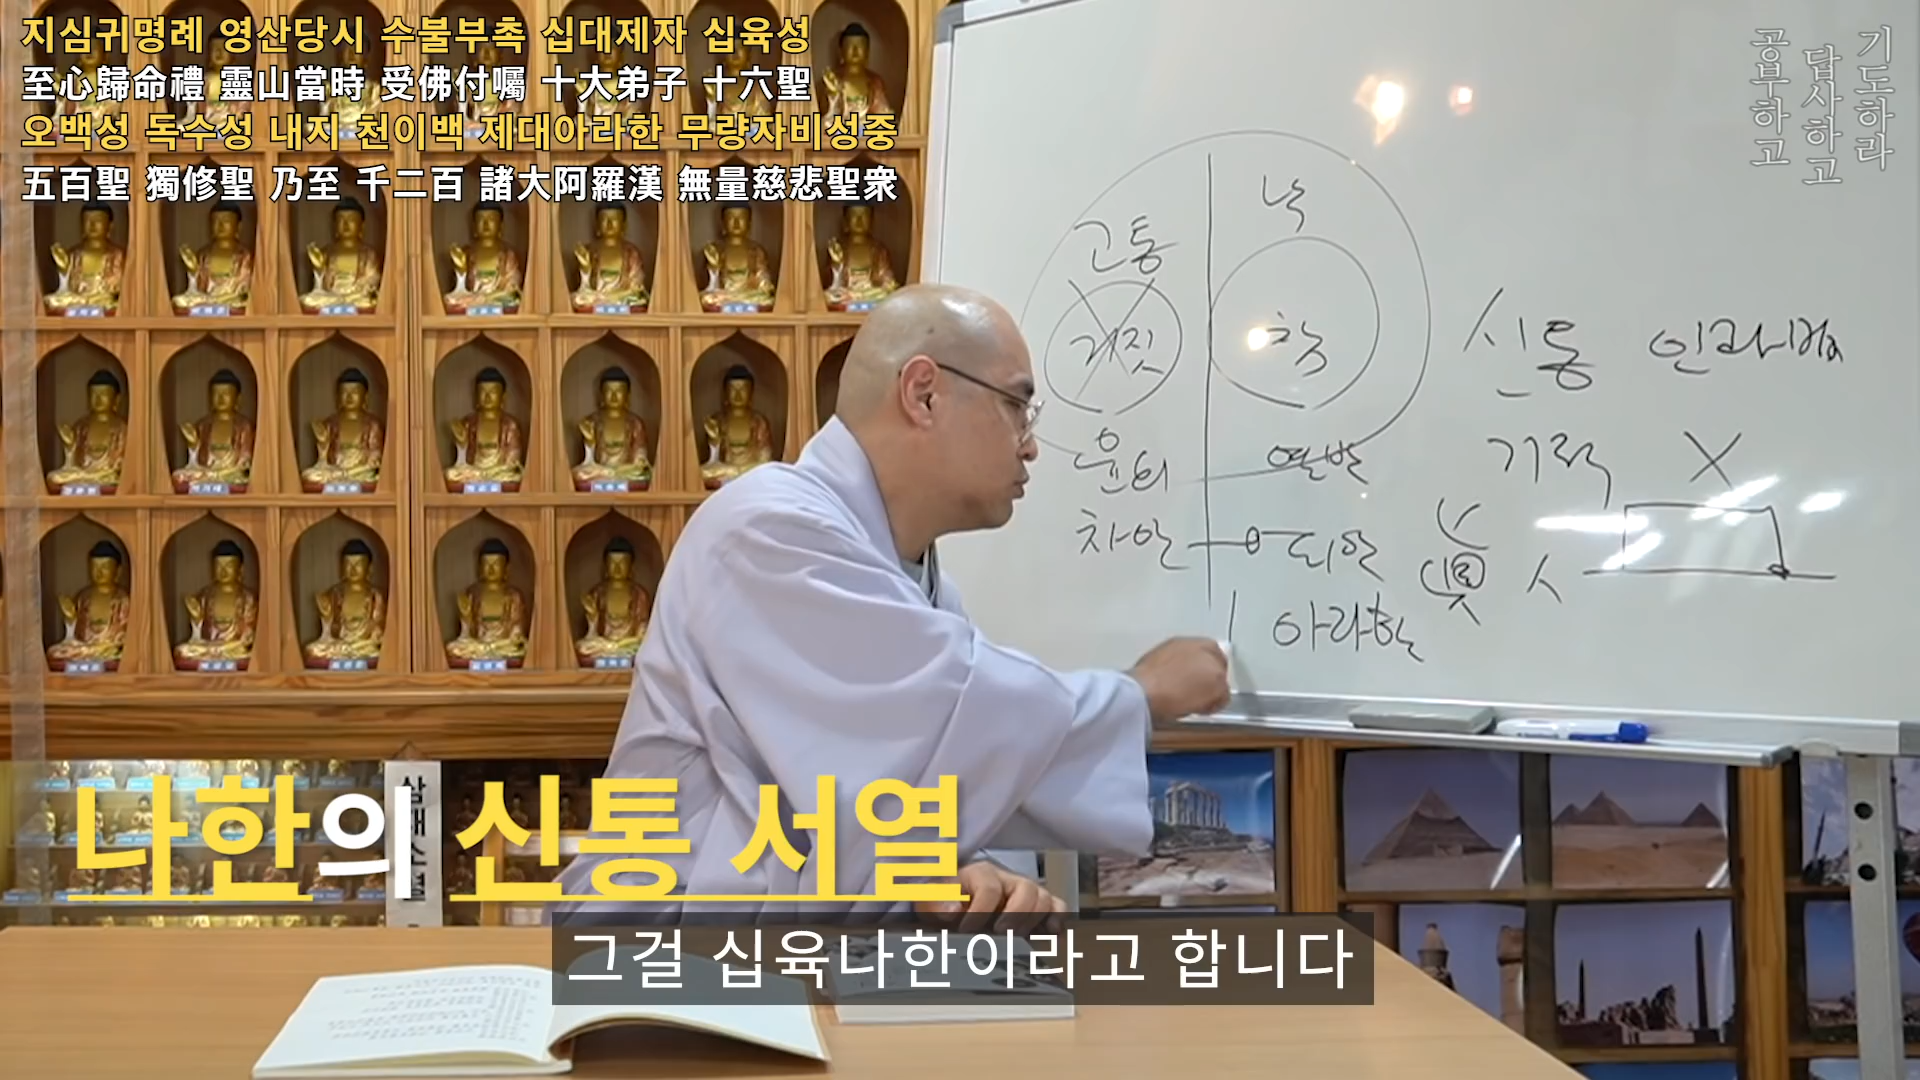 지심귀명례 영산당시 수불부촉 십대제자 십육성
至心歸命禮 靈山當時 受佛付囑 十大弟子 十六聖
오백성 독수성 내지 천이백 제대아라한 무량자비성중
五百聖 獨修聖 乃至 千二百 諸大阿羅漢 無量慈悲聖衆
기도하라
답사하고
공부하고
낙
고통
거짓
착
신통
기력 X
윤회
열반
차안
피안
眞 人
아라한
나한의 신통 서열
그걸 십육나한이라고 합니다